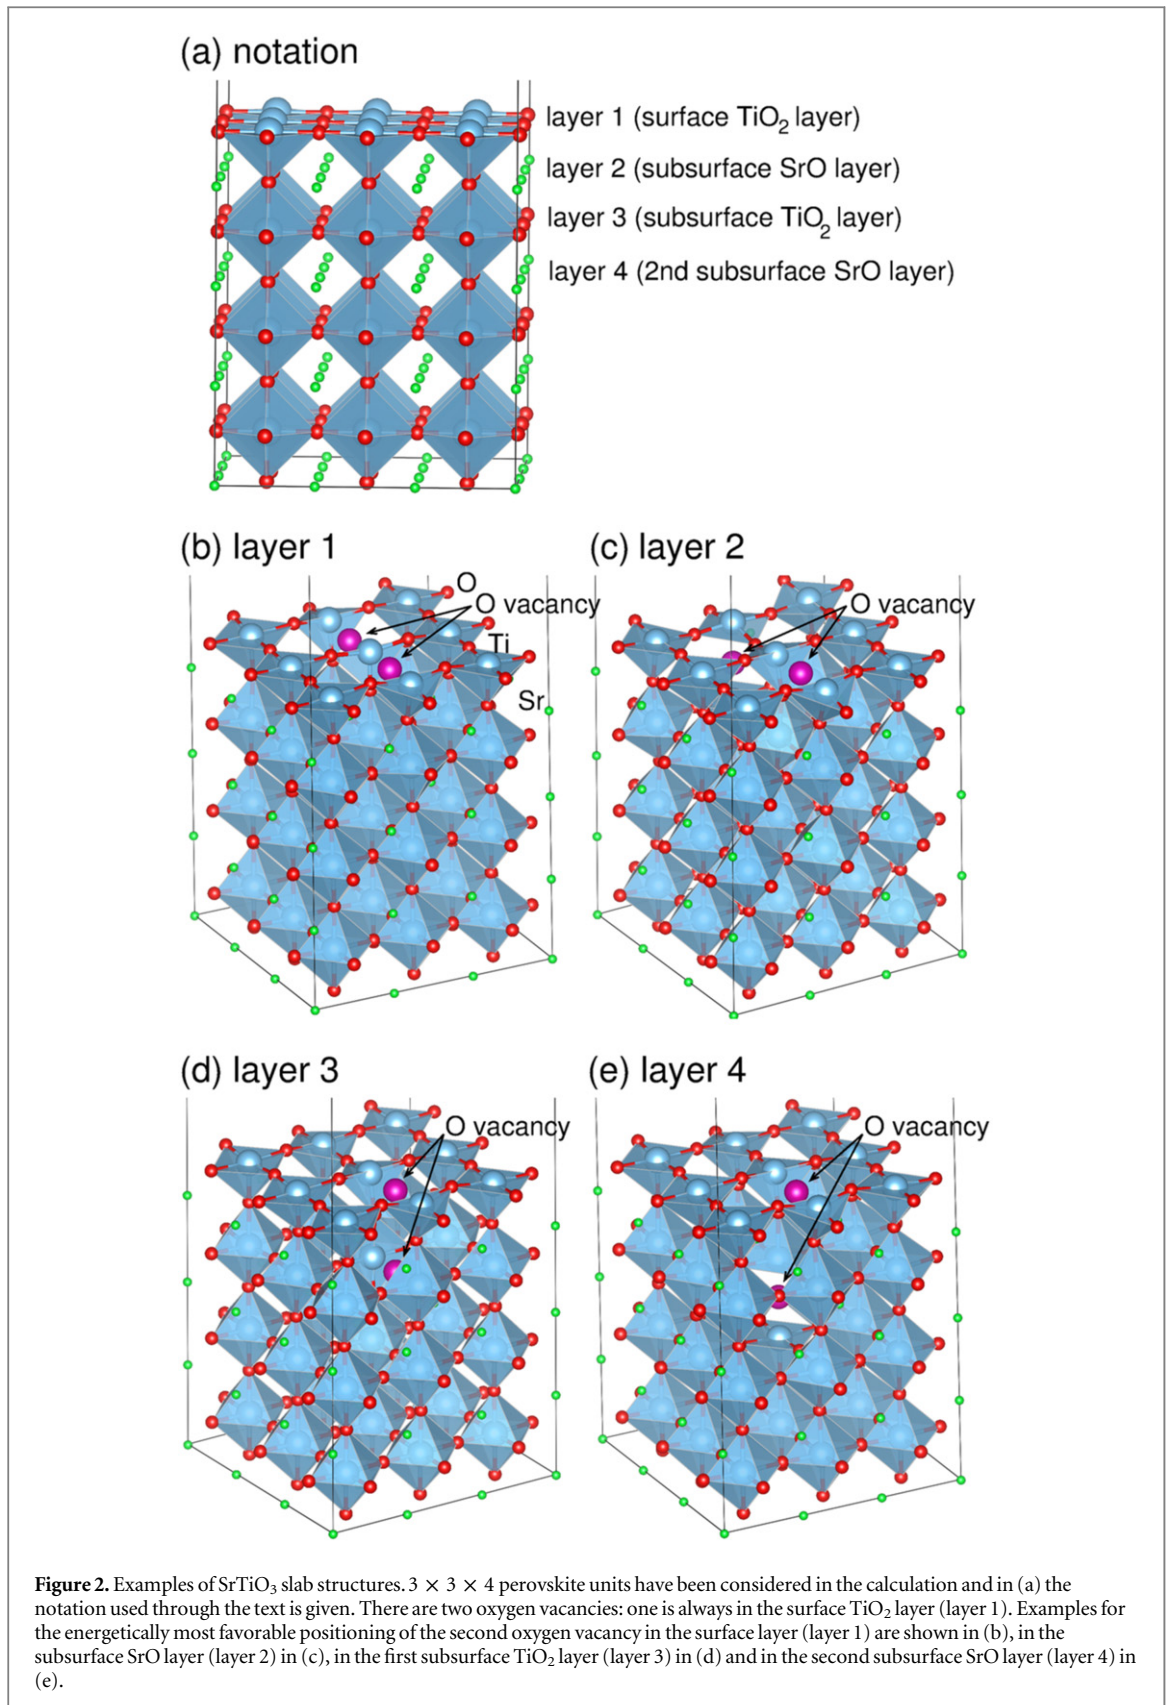 (a) notation
layer 1 (surface TiO2 layer)
layer 2 (subsurface SrO layer)
layer 3 (subsurface TiO2 layer)
layer 4 (2nd subsurface SrO layer)
(b) layer 1
(c) layer 2
O
O vacancy
Ti
Sr
O vacancy
(d) layer 3
(e) layer 4
O vacancy
O vacancy
Figure 2. Examples of SrTiO3 slab structures. 3 × 3 × 4 perovskite units have been considered in the calculation and in (a) the
notation used through the text is given. There are two oxygen vacancies: one is always in the surface TiO2 layer (layer 1). Examples for
the energetically most favorable positioning of the second oxygen vacancy in the surface layer (layer 1) are shown in (b), in the
subsurface SrO layer (layer 2) in (c), in the first subsurface TiO2 layer (layer 3) in (d) and in the second subsurface SrO layer (layer 4) in
(e).